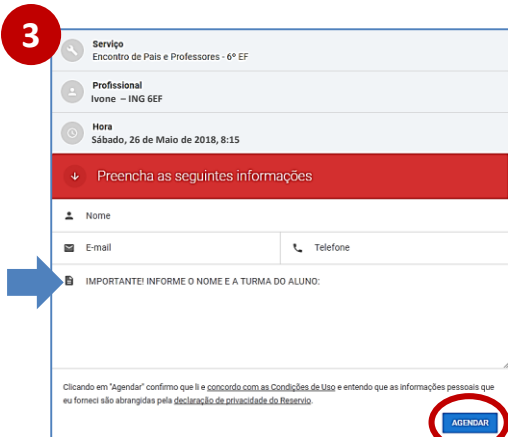 3
Serviço
Encontro de Pais e Professores - 6º EF
Profissional
Ivone – ING 6EF
Hora
Sábado, 26 de Maio de 2018, 8:15
Preencha as seguintes informações
Nome
E-mail
Telefone
IMPORTANTE! INFORME O NOME E A TURMA DO ALUNO:
Clicando em "Agendar" confirmo que li e concordo com as Condições de Uso e entendo que as informações pessoais que
eu forneci são abrangidas pela declaração de privacidade do Reservio.
AGENDAR